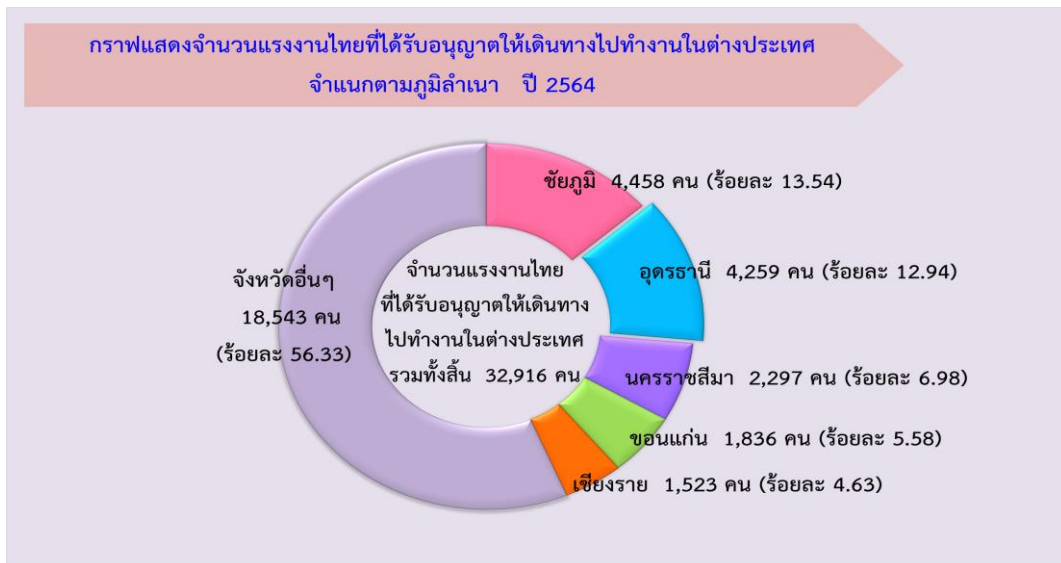 กราฟแสดงจำนวนแรงงานไทยที่ได้รับอนุญาตให้เดินทางไปทำงานในต่างประเทศ
จำแนกตามภูมิลำเนา ปี 2564
ชัยภูมิ 4,458 คน (ร้อยละ 13.54)
อุดรธานี 4,259 คน (ร้อยละ 12.94)
นครราชสีมา 2,297 คน (ร้อยละ 6.98)
ขอนแก่น 1,836 คน (ร้อยละ 5.58)
เชียงราย 1,523 คน (ร้อยละ 4.63)
จังหวัดอื่นๆ
18,543 คน
(ร้อยละ 56.33)
จำนวนแรงงานไทย
ที่ได้รับอนุญาตให้เดินทาง
ไปทำงานในต่างประเทศ
รวมทั้งสิ้น 32,916 คน